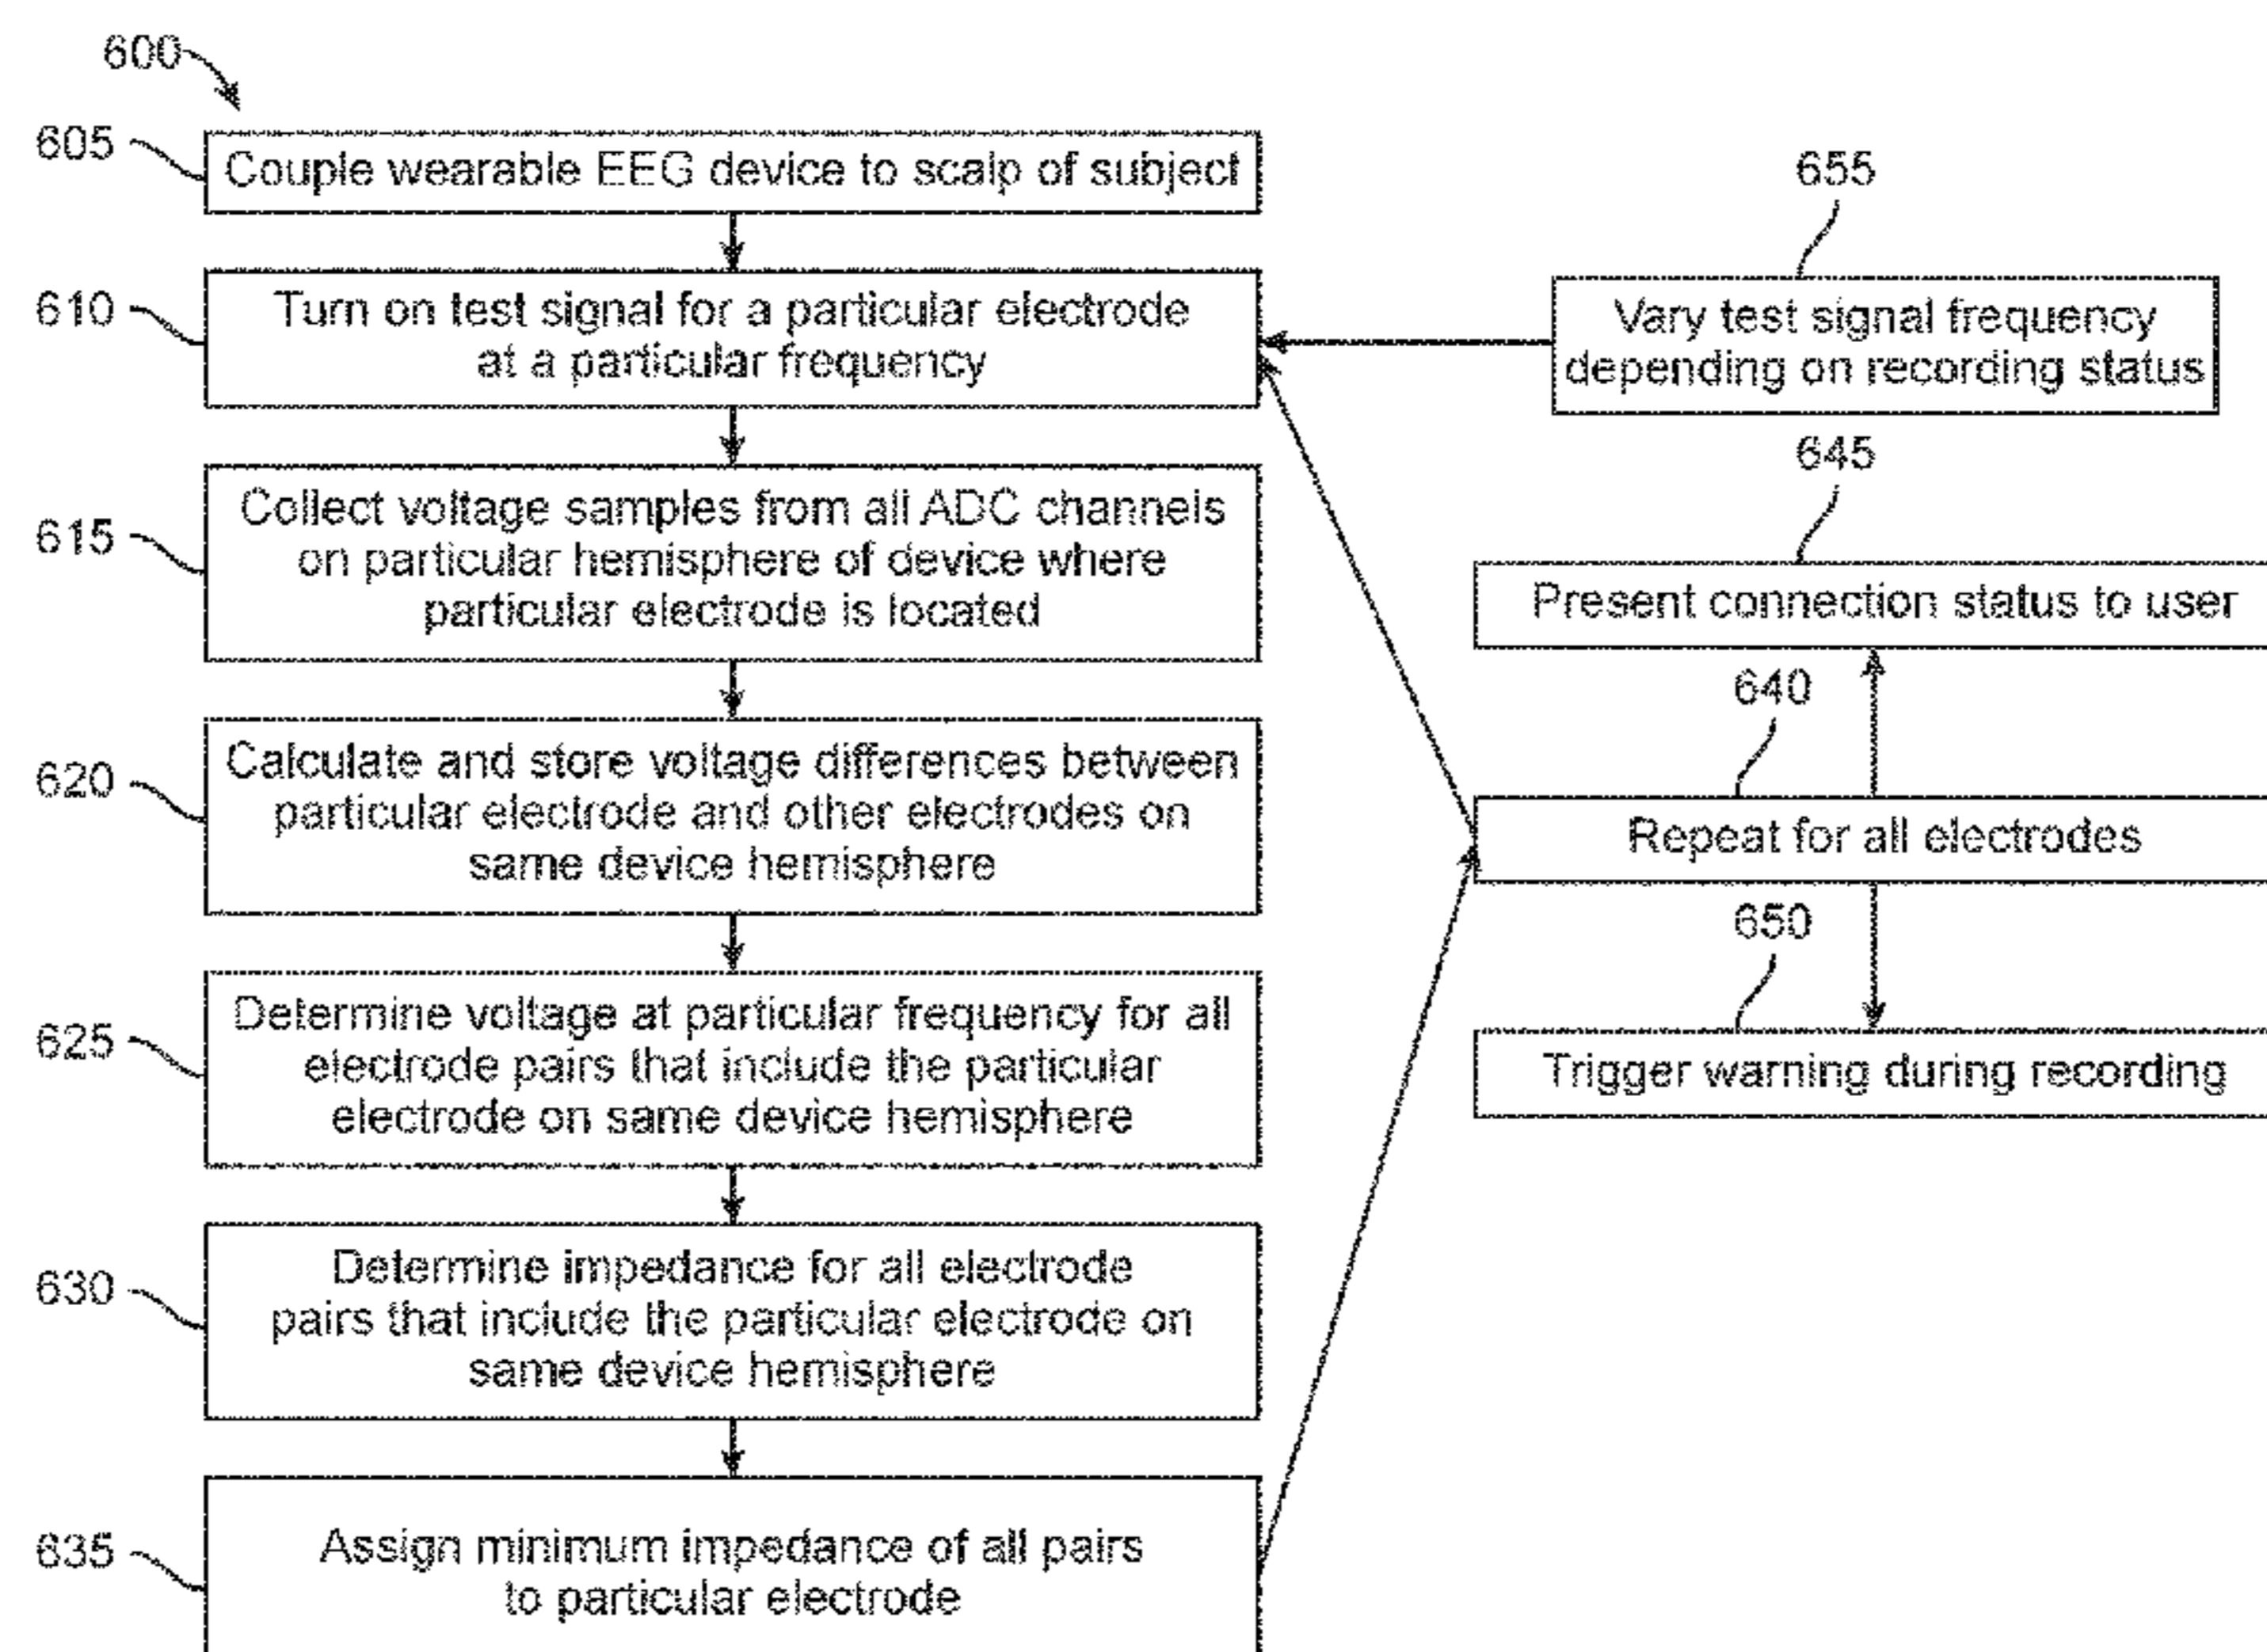 600
605
Couple wearable EEG device to scalp of subject
610
Turn on test signal for a particular electrode
at a particular frequency
615
Collect voltage samples from all ADC channels
on particular hemisphere of device where
particular electrode is located
620
Calculate and store voltage differences between
particular electrode and other electrodes on
same device hemisphere
625
Determine voltage at particular frequency for all
electrode pairs that include the particular
electrode on same device hemisphere
630
Determine impedance for all electrode
pairs that include the particular electrode on
same device hemisphere
635
Assign minimum impedance of all pairs
to particular electrode
655
Vary test signal frequency
depending on recording status
645
Present connection status to user
640
Repeat for all electrodes
650
Trigger warning during recording